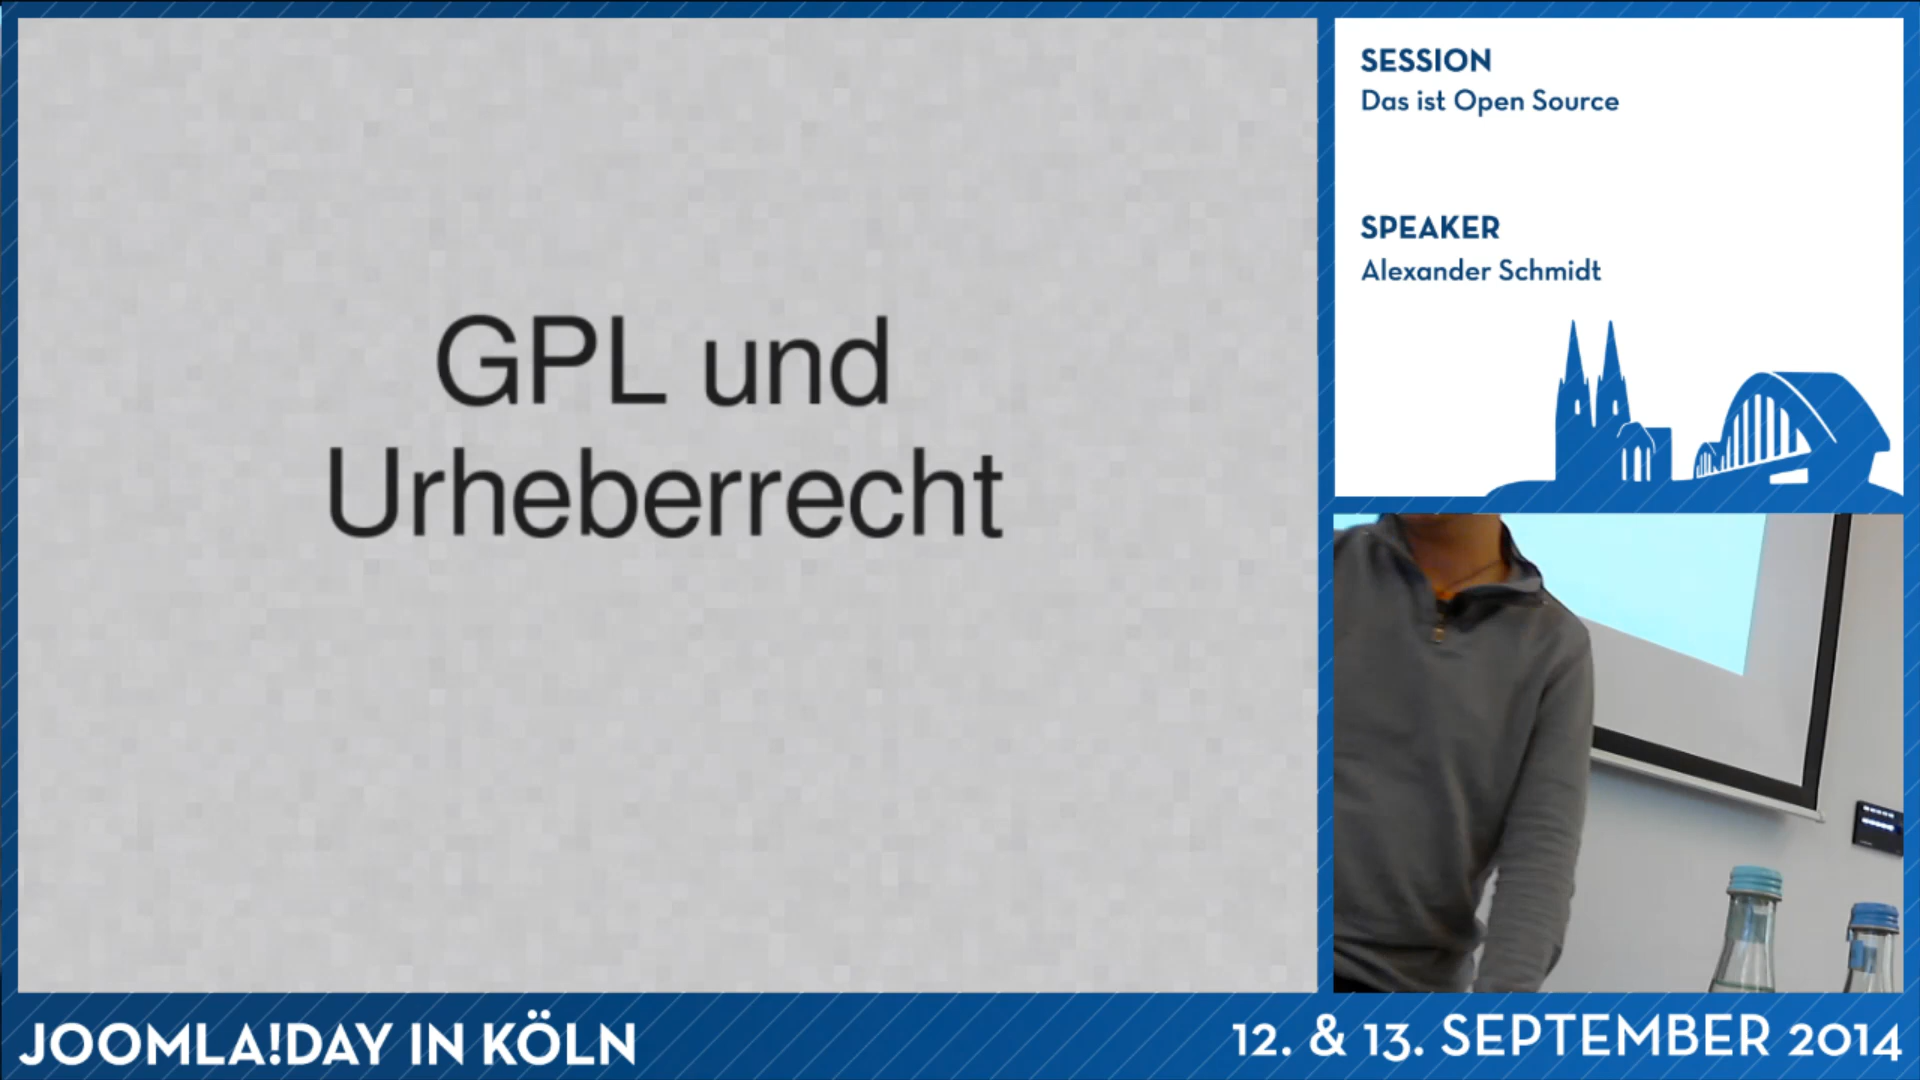 GPL und
Urheberrecht
SESSION
Das ist Open Source
SPEAKER
Alexander Schmidt
JOOMLA!DAY IN KÖLN
12. & 13. SEPTEMBER 2014